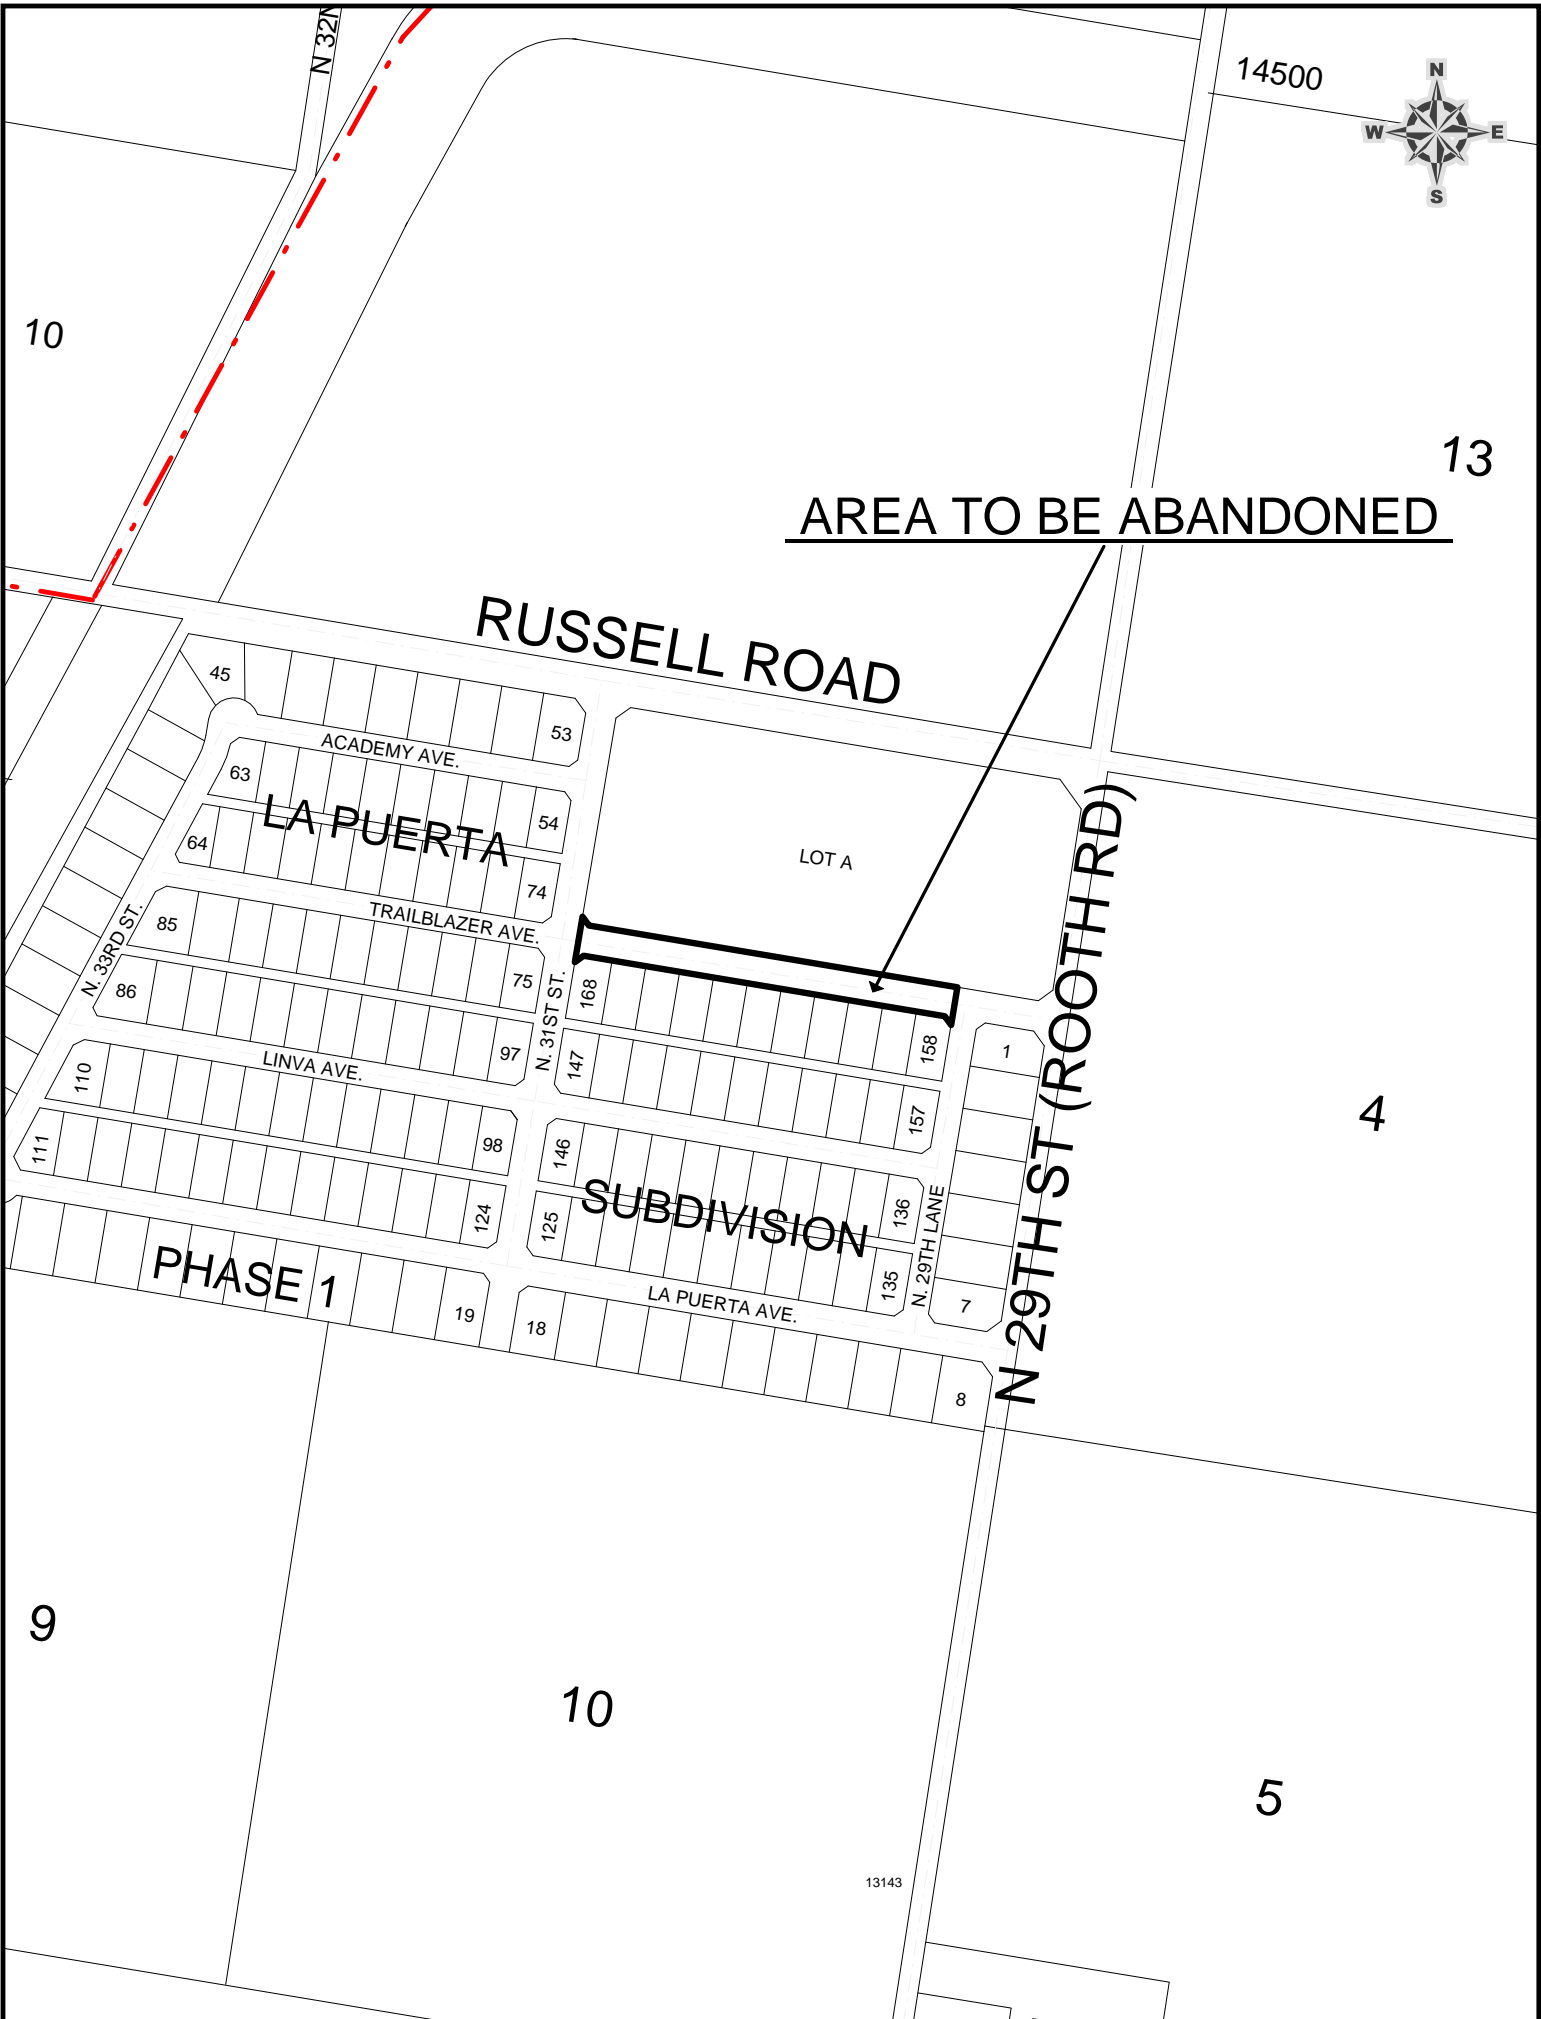 N 32N
14500
N
W
E
S
10
13
AREA TO BE ABANDONED
RUSSELL ROAD
45
53
ACADEMY AVE.
63
LA PUERTA
54
64
LOT A
74
TRAILBLAZER AVE.
85
N. 33RD ST.
75
86
168
N. 31ST ST.
97
147
158
1
N 29TH ST (ROOTH RD)
LINVA AVE.
110
157
4
98
111
146
SUBDIVISION
136
N. 29TH LANE
124
125
135
PHASE 1
LA PUERTA AVE.
7
19
18
8
9
10
5
13143